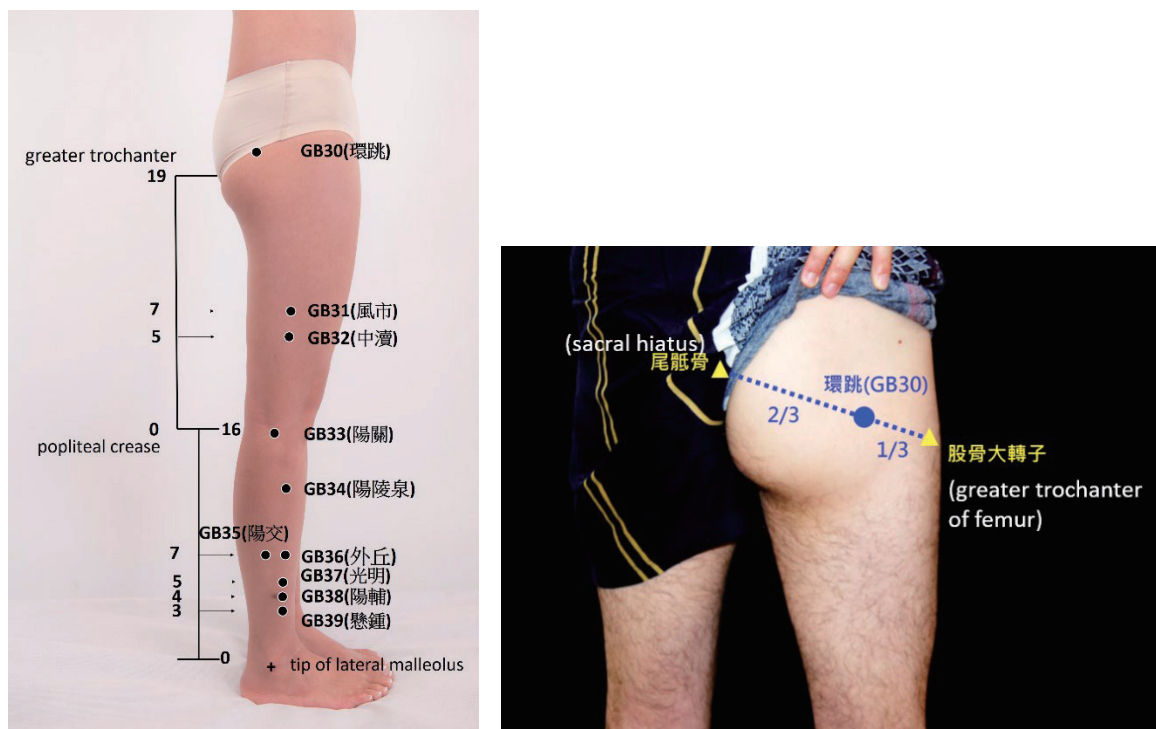 greater trochanter
GB30(環跳)
19
7
GB31(風市)
5
GB32(中瀆)
0
16
popliteal crease
GB33(陽關)
GB34(陽陵泉)
GB35(陽交)
7
GB36(外丘)
GB37(光明)
5
4
GB38(陽輔)
3
GB39(懸鍾)
0
+ tip of lateral malleolus
(sacral hiatus)
尾骶骨
環跳(GB30)
2/3
1/3
股骨大轉子
(greater trochanter
of femur)